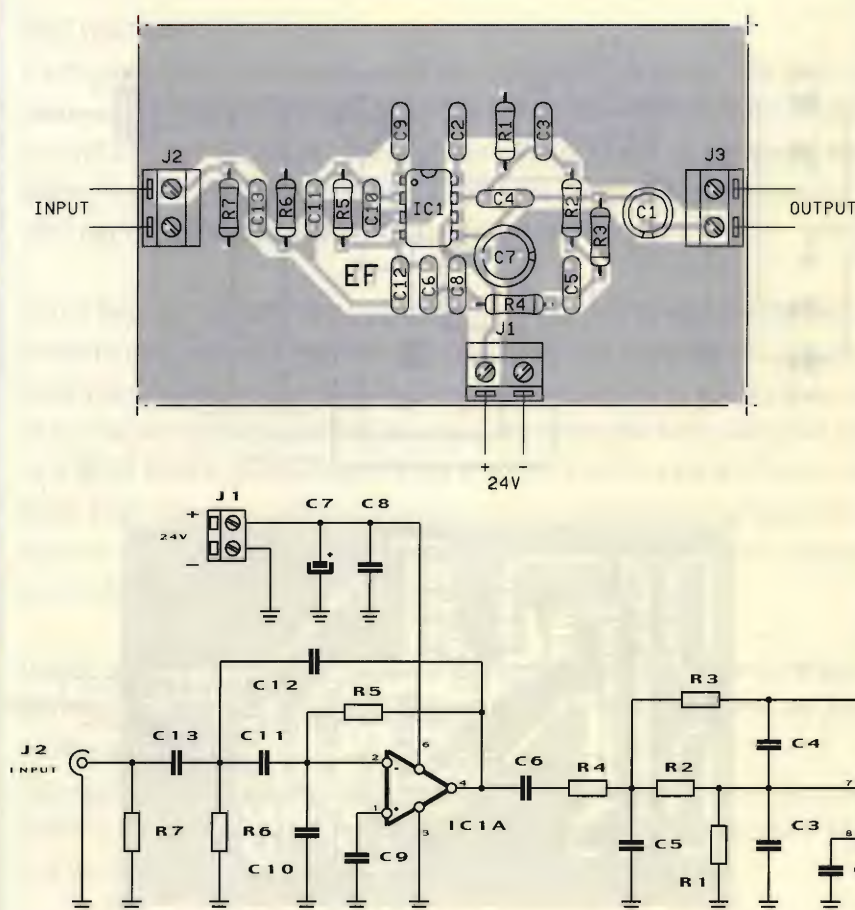 C9 C2 R1 C3
J2 J3
INPUT R7 C13 R6 C11 R5 C10 IC1 C4 R2 R3 C1 OUTPUT
C7
EF C12 C6 C8 R4 C5
J1
+ -
24V
J1 C7 C8
+
24V
+
-
C12 R5 R3
J2 C13 C11 6 C4
INPUT 2 - 4 C6 R4 R2 7
1 +
IC1A
R7 R6 C10 C9 C5 R1 C3 8